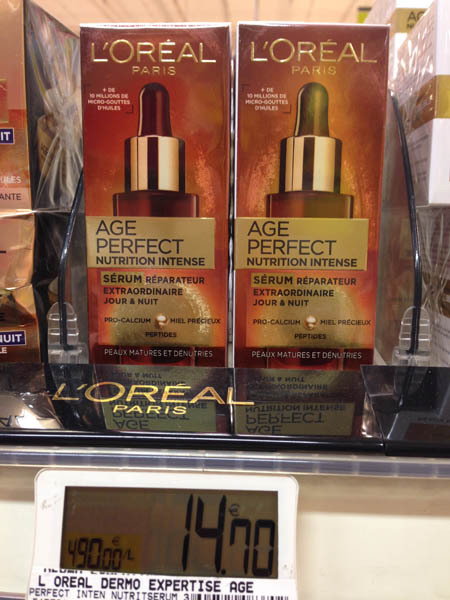 L'ORÉAL
PARIS
+ DE
10 MILLIONS DE
MICRO-GOUTTES
D'HUILES
AGE
PERFECT
NUTRITION INTENSE
SÉRUM RÉPARATEUR
EXTRAORDINAIRE
JOUR & NUIT
PRO-CALCIUM MIEL PRÉCIEUX
PEPTIDES
PEAUX MATURES ET DÉNUTRIES
L'ORÉAL
PARIS
+ DE
10 MILLIONS DE
MICRO-GOUTTES
D'HUILES
AGE
PERFECT
NUTRITION INTENSE
SÉRUM RÉPARATEUR
EXTRAORDINAIRE
JOUR & NUIT
PRO-CALCIUM MIEL PRÉCIEUX
PEPTIDES
PEAUX MATURES ET DÉNUTRIES
L'ORÉAL
PARIS
490.00 €/L
14.70 €
L OREAL DERMO EXPERTISE AGE
PERFECT INTEN NUTRITSERUM